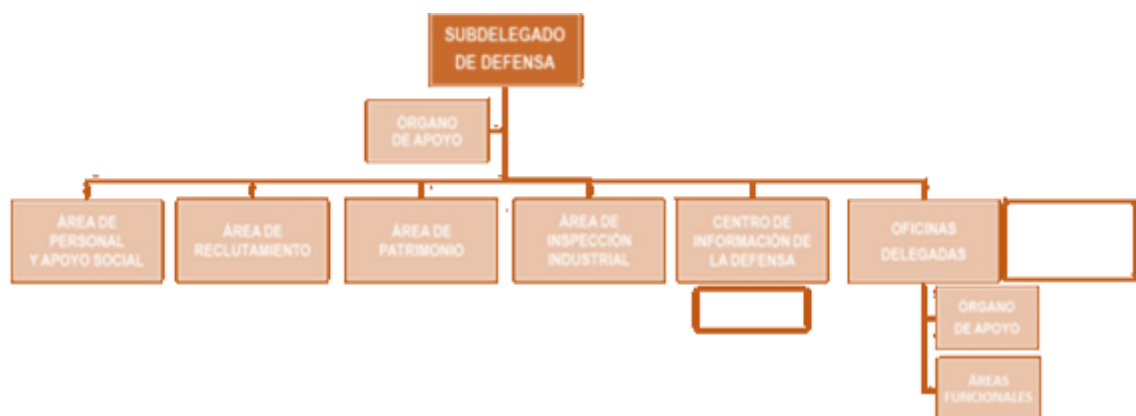 SUBDELEGADO
DE DEFENSA
ÓRGANO
DE APOYO
ÁREA DE
PERSONAL
Y APOYO SOCIAL
ÁREA DE
RECLUTAMIENTO
ÁREA DE
PATRIMONIO
ÁREA DE
INSPECCIÓN
INDUSTRIAL
CENTRO DE
INFORMACIÓN DE
LA DEFENSA
OFICINAS
DELEGADAS
ÓRGANO
DE APOYO
ÁREAS
FUNCIONALES